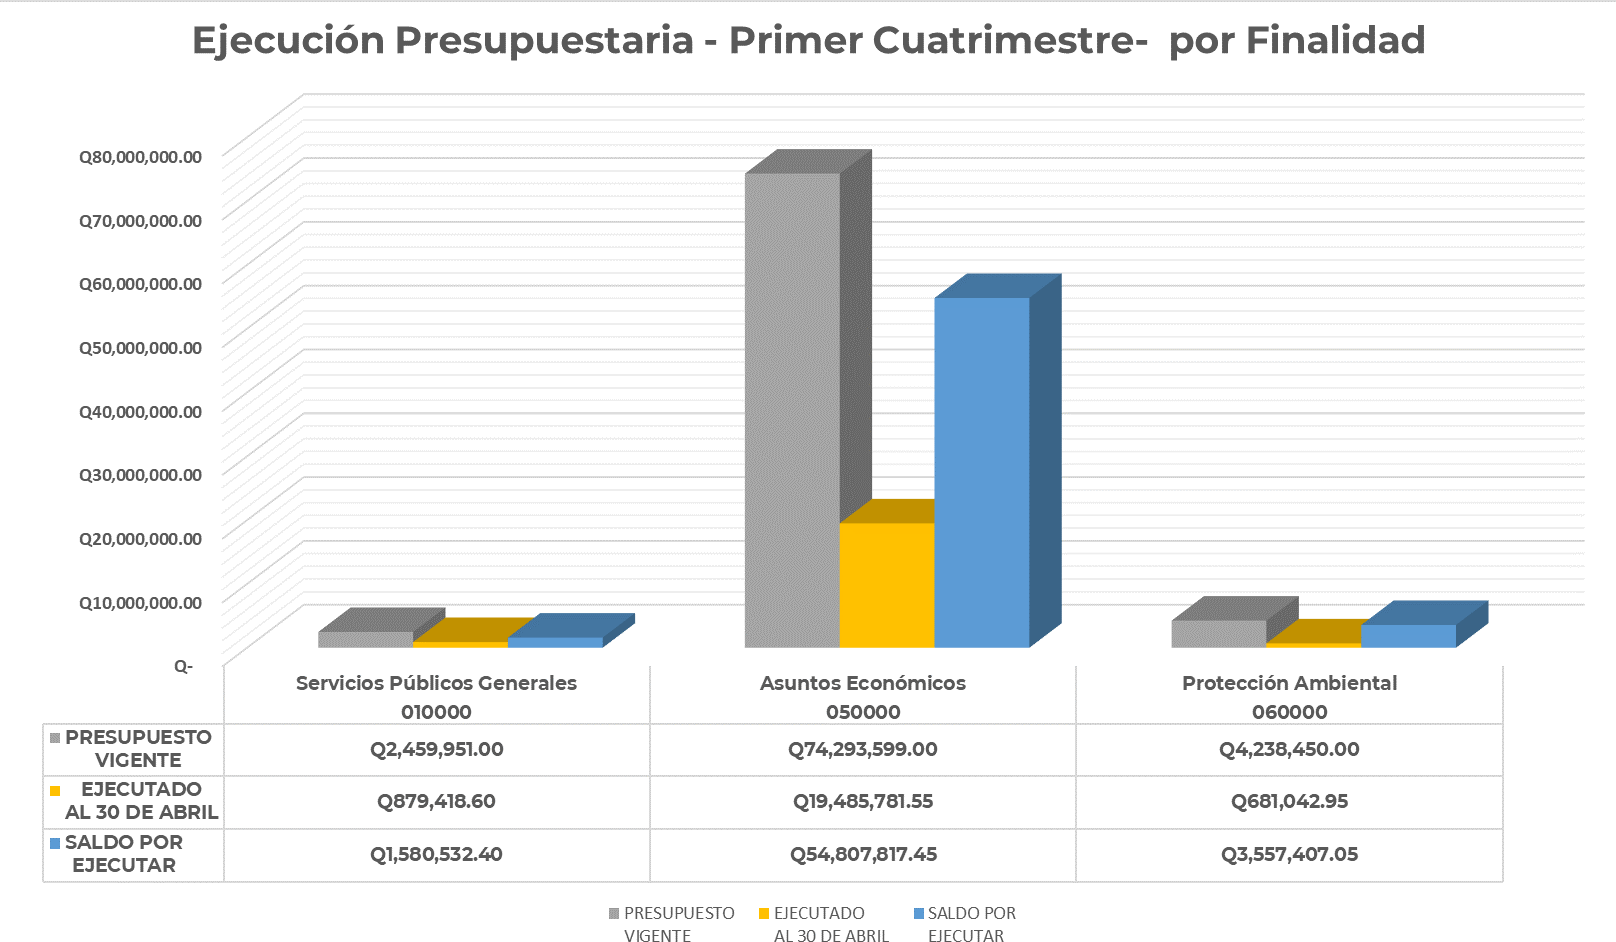 Ejecución Presupuestaria - Primer Cuatrimestre-  por Finalidad
Q80,000,000.00
Q70,000,000.00
Q60,000,000.00
Q50,000,000.00
Q40,000,000.00
Q30,000,000.00
Q20,000,000.00
Q10,000,000.00
Q-
Servicios Públicos Generales Asuntos Económicos Protección Ambiental
010000 050000 060000
PRESUPUESTO
VIGENTE
Q2,459,951.00 Q74,293,599.00 Q4,238,450.00
EJECUTADO
AL 30 DE ABRIL
Q879,418.60 Q19,485,781.55 Q681,042.95
SALDO POR
EJECUTAR
Q1,580,532.40 Q54,807,817.45 Q3,557,407.05
PRESUPUESTO
VIGENTE
EJECUTADO
AL 30 DE ABRIL
SALDO POR
EJECUTAR